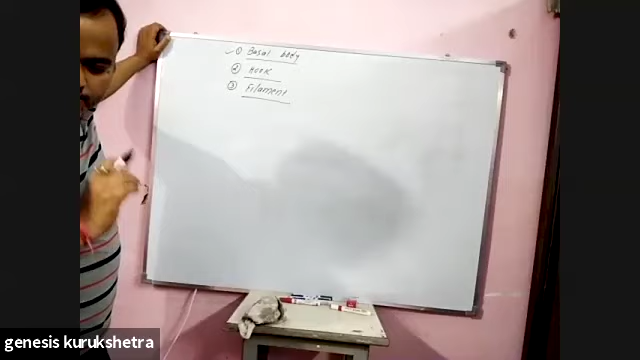 ① Basal body
② Hook
③ Filament
genesis kurukshetra